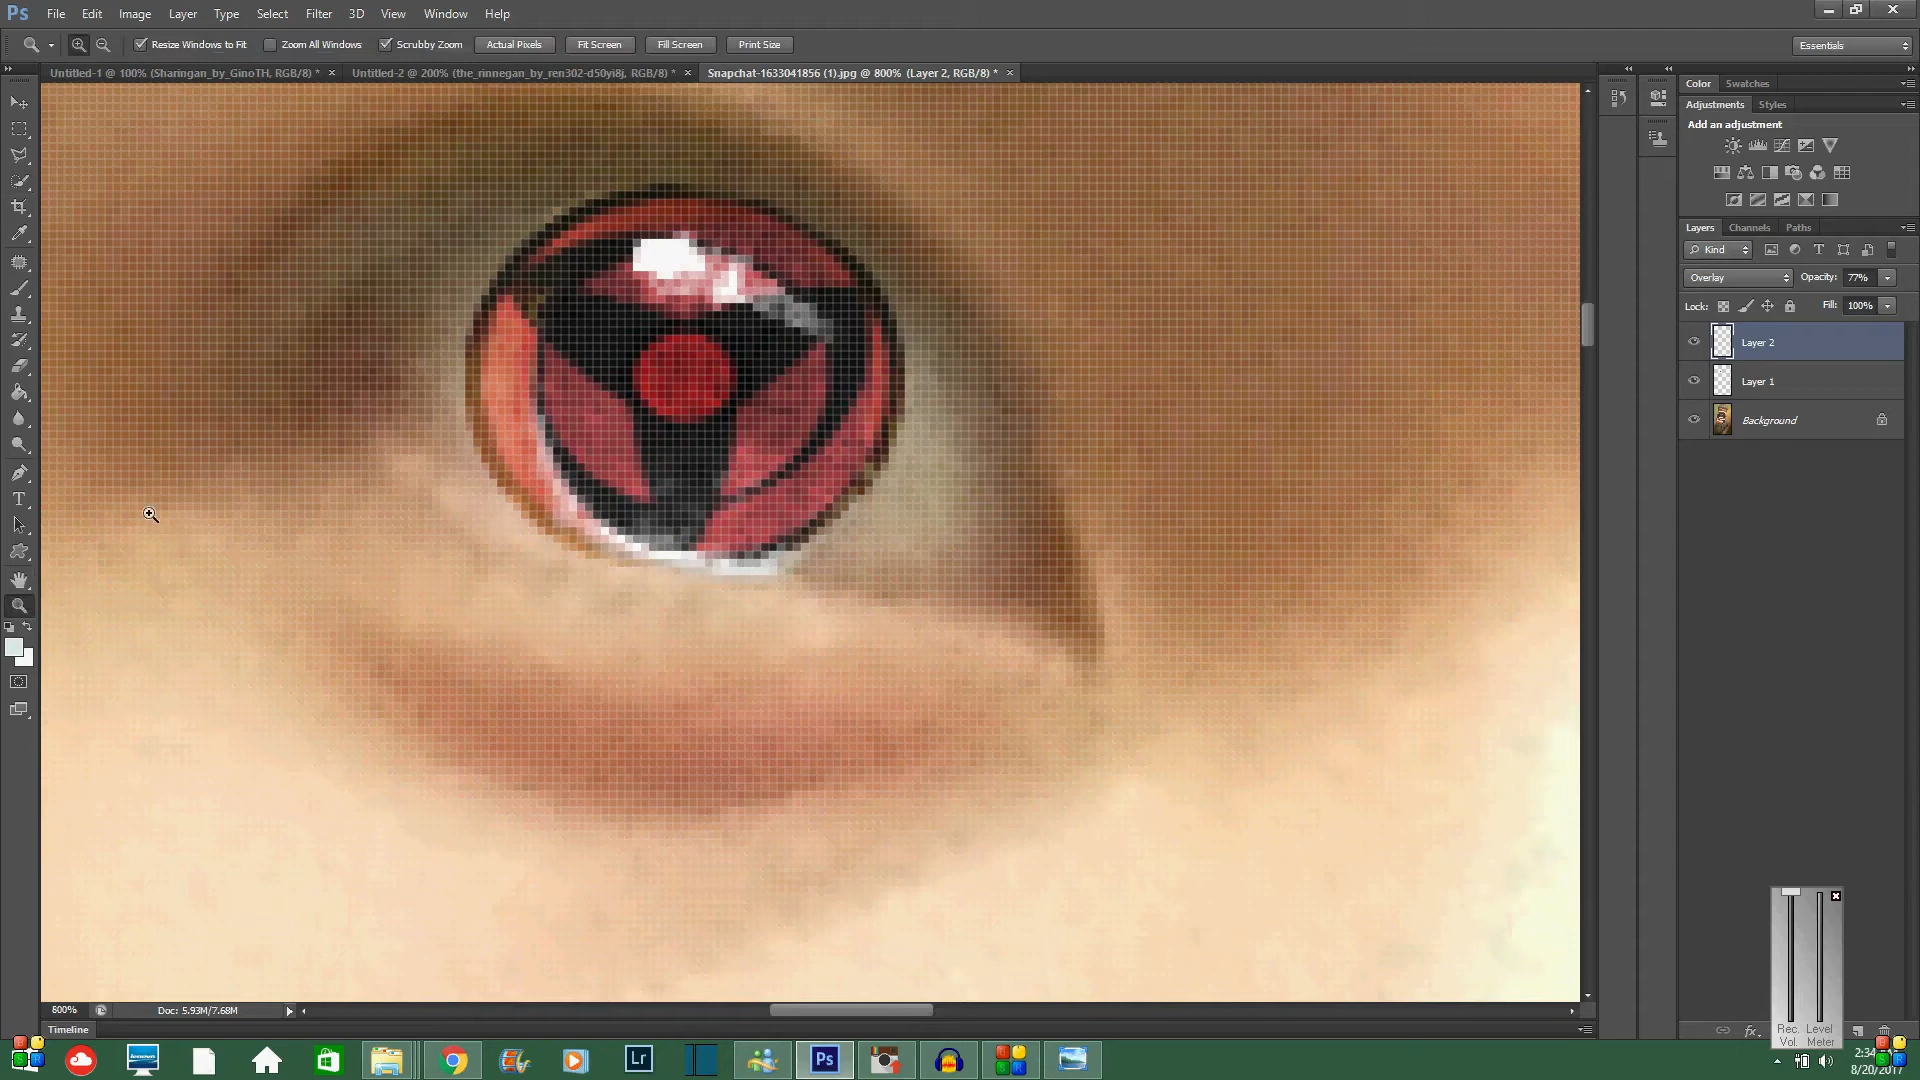 Ps File Edit Image Layer Type Select Filter 3D View Window Help
Resize Windows to Fit Zoom All Windows Scrubby Zoom Actual Pixels Fit Screen Fill Screen Print Size Essentials
Untitled-1 @ 100% (Sharingan_by_GinoTH, RGB/8) * × Untitled-2 @ 200% (the_rinnegan_by_ren302-d50yi8j, RGB/8) * × Snapchat-1633041856 (1).jpg @ 800% (Layer 2, RGB/8) * ×
Color Swatches
Adjustments Styles
Add an adjustment
Layers Channels Paths
Kind
Overlay Opacity: 77%
Lock: Fill: 100%
Layer 2
Layer 1
Background
800% Doc: 5.93M/7.68M
Timeline
Rec. Level
Vol. Meter
fx
lenovo
Lr
Ps
2:34
8/20/2017